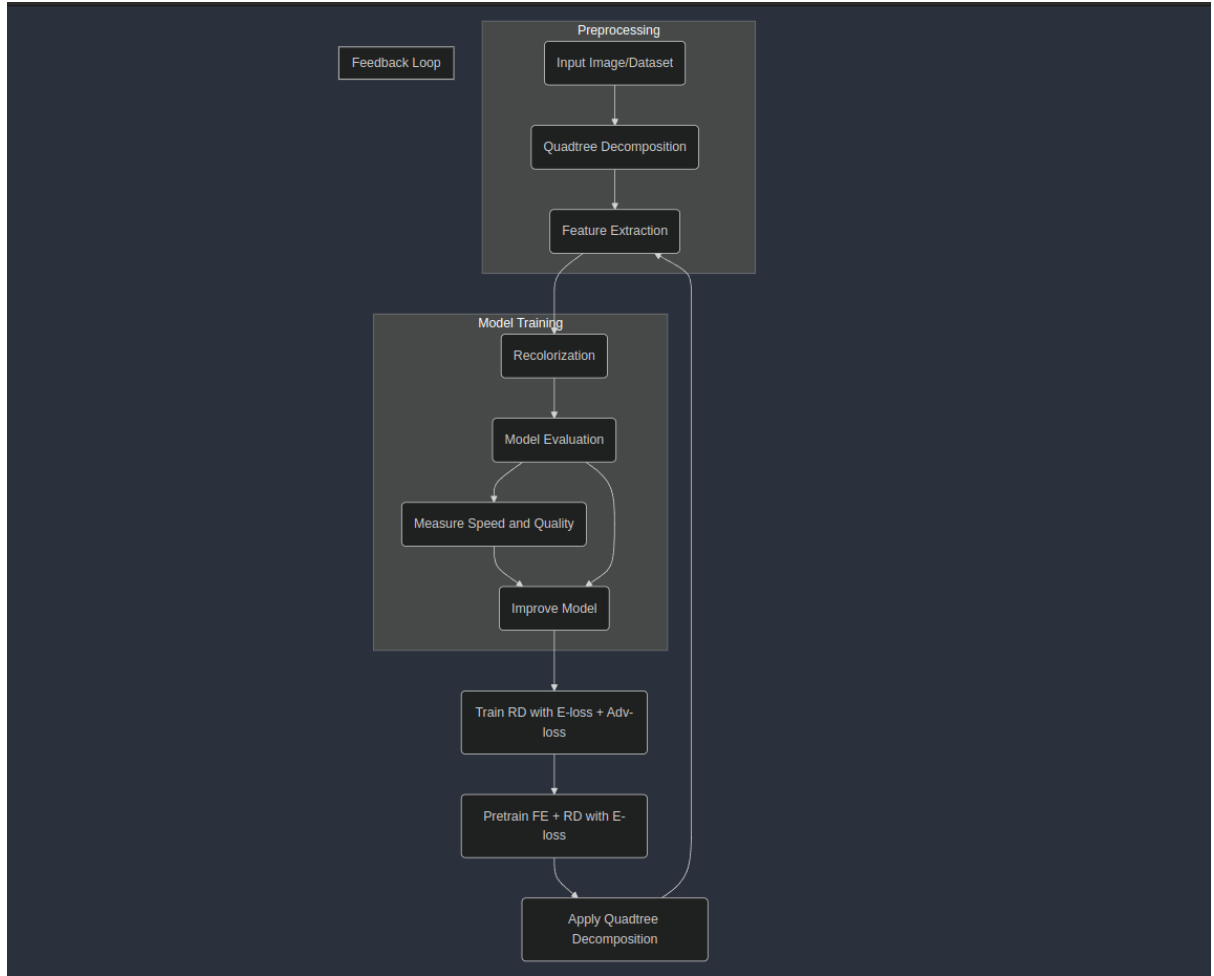 Preprocessing
Feedback Loop
Input Image/Dataset
Quadtree Decomposition
Feature Extraction
Model Training
Recolorization
Model Evaluation
Measure Speed and Quality
Improve Model
Train RD with E-loss + Adv-
loss
Pretrain FE + RD with E-
loss
Apply Quadtree
Decomposition